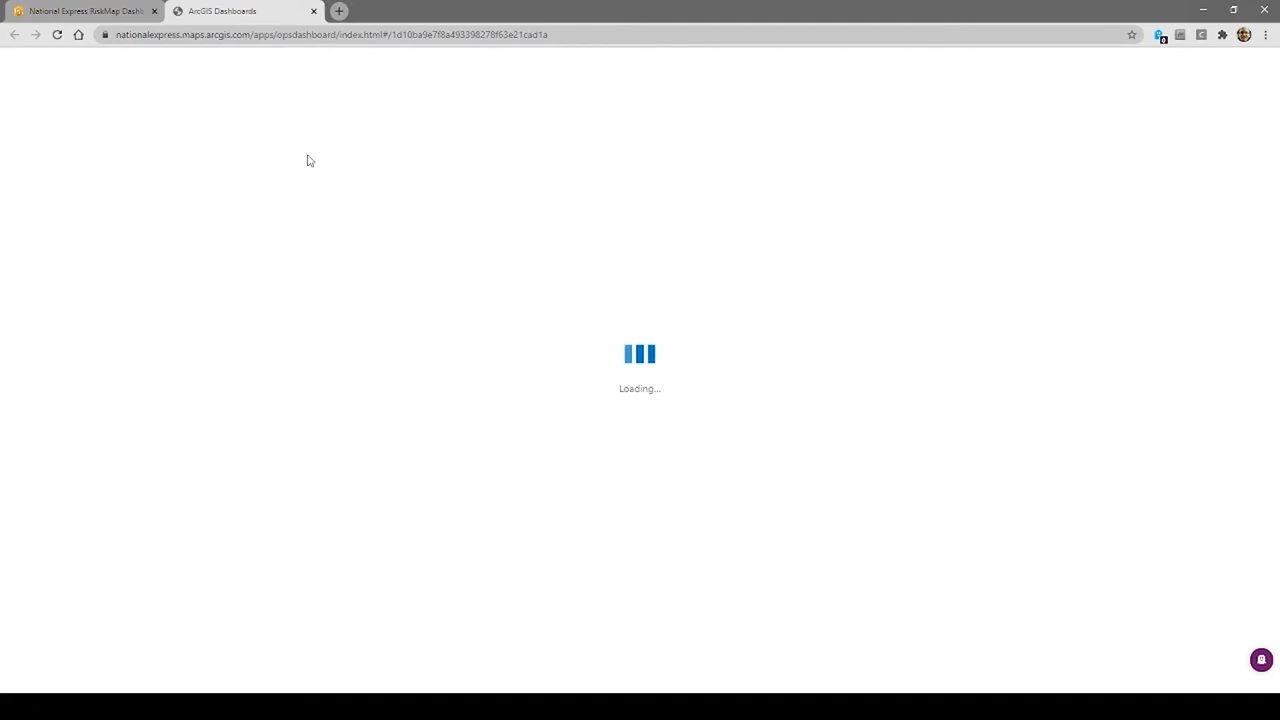 National Express RiskMap Dashb
ArcGIS Dashboards
nationalexpress.maps.arcgis.com/apps/opsdashboard/index.html#/1d10ba9e7f8a493398278f63e21cad1a
Loading...